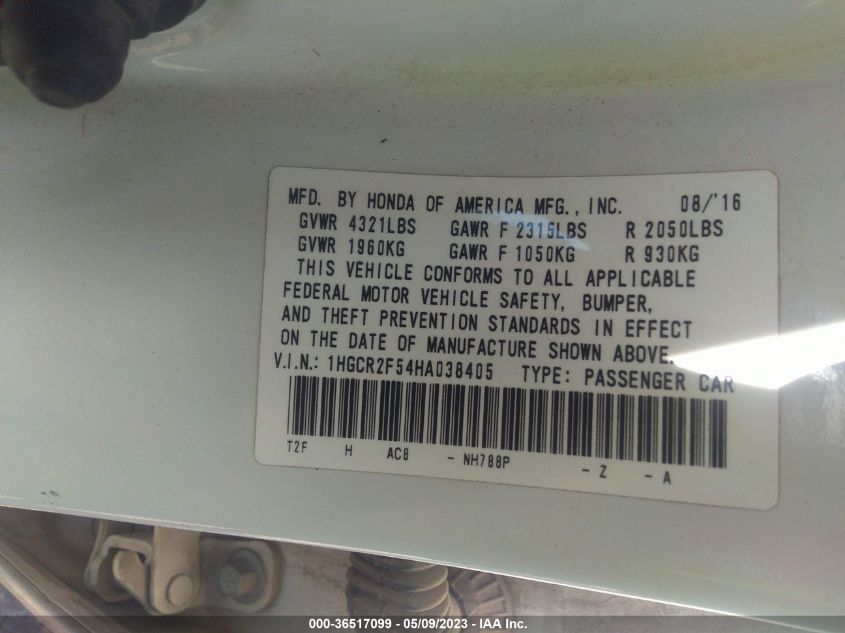 MFD. BY HONDA OF AMERICA MFG., INC. 08/'16
GVWR 4321LBS GAWR F 2315LBS R 2050LBS
GVWR 1960KG GAWR F 1050KG R 930KG
THIS VEHICLE CONFORMS TO ALL APPLICABLE
FEDERAL MOTOR VEHICLE SAFETY, BUMPER,
AND THEFT PREVENTION STANDARDS IN EFFECT
ON THE DATE OF MANUFACTURE SHOWN ABOVE.
V.I.N.: 1HGCR2F54HA038405 TYPE: PASSENGER CAR
T2F H AC8 - NH788P - Z - A
000-36517099 / 05/09/2023 - IAA Inc.